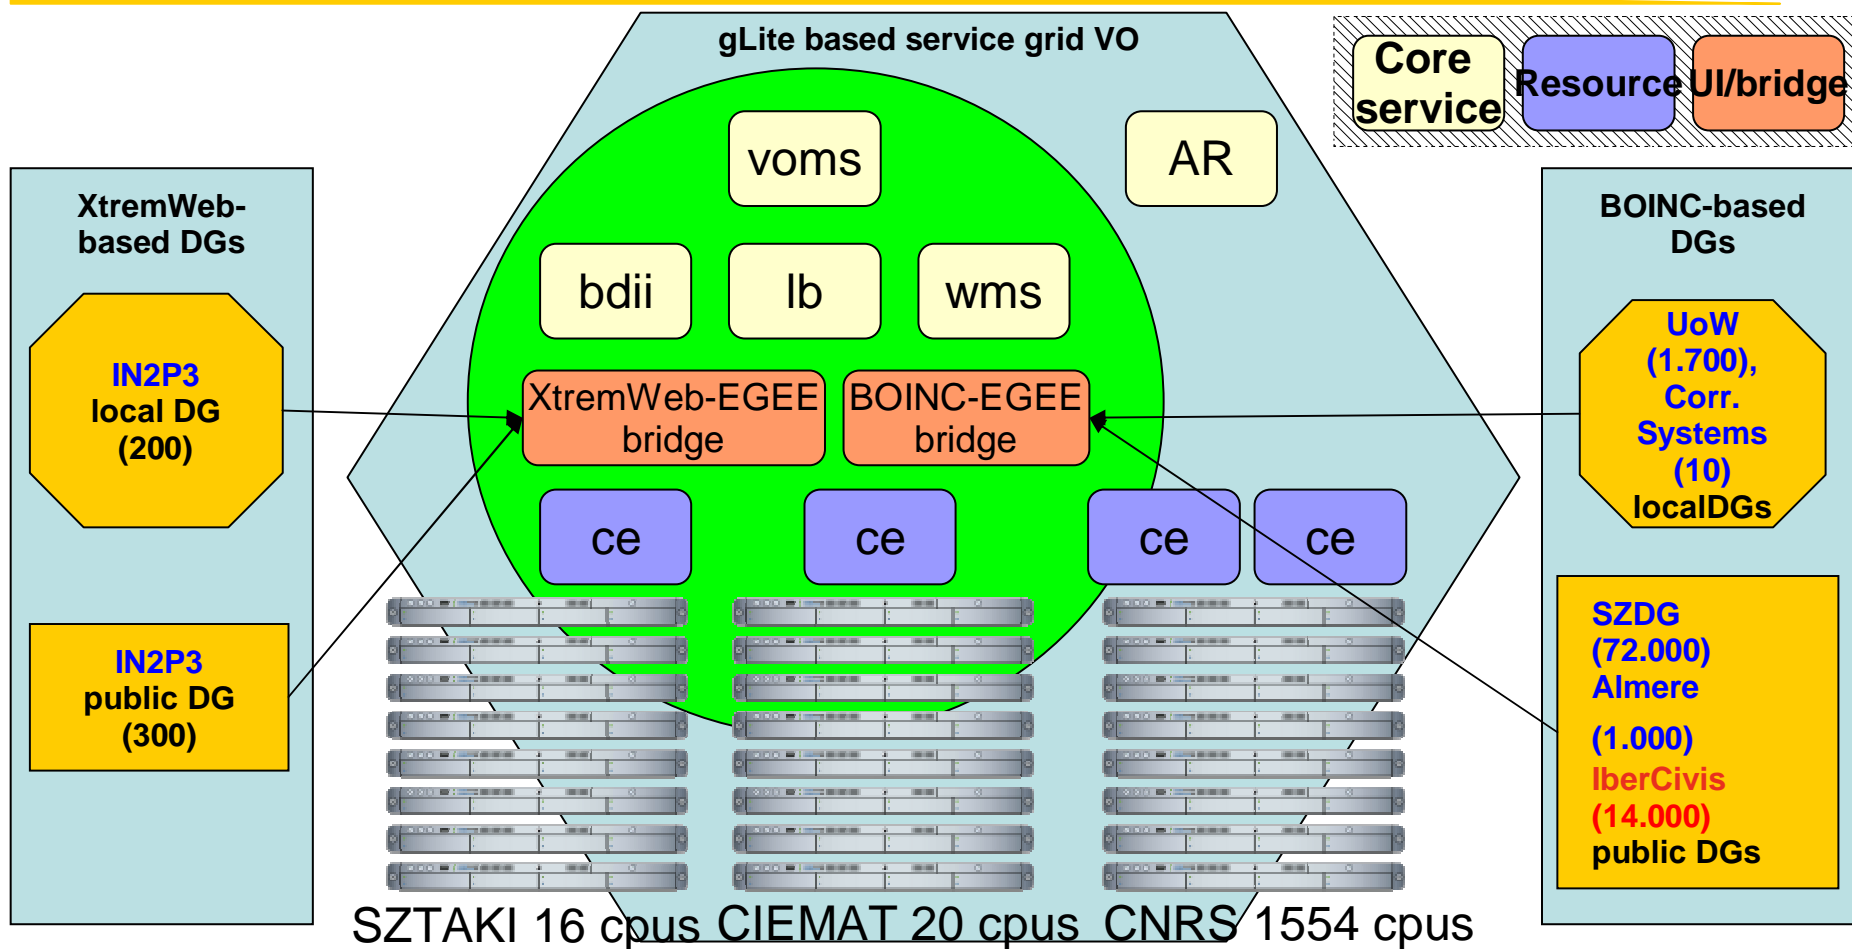 gLite based service grid VO
Core
service
Resource
UI/bridge
voms
AR
XtremWeb-
based DGs
BOINC-based
DGs
bdii
lb
wms
IN2P3
local DG
(200)
UoW
(1.700),
Corr.
Systems
(10)
localDGs
XtremWeb-EGEE
bridge
BOINC-EGEE
bridge
ce
ce
ce
ce
IN2P3
public DG
(300)
SZDG
(72.000)
Almere
(1.000)
IberCivis
(14.000)
public DGs
SZTAKI 16 cpus
CIEMAT 20 cpus
CNRS 1554 cpus